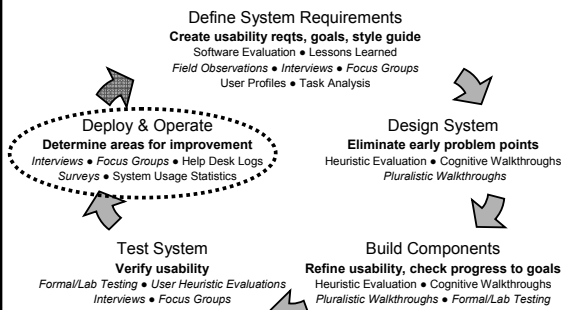 Define System Requirements
Create usability reqts, goals, style guide
Software Evaluation ● Lessons Learned
Field Observations ● Interviews ● Focus Groups
User Profiles ● Task Analysis
Deploy & Operate
Determine areas for improvement
Interviews ● Focus Groups ● Help Desk Logs
Surveys ● System Usage Statistics
Design System
Eliminate early problem points
Heuristic Evaluation ● Cognitive Walkthroughs
Pluralistic Walkthroughs
Test System
Verify usability
Formal/Lab Testing ● User Heuristic Evaluations
Interviews ● Focus Groups
Build Components
Refine usability, check progress to goals
Heuristic Evaluation ● Cognitive Walkthroughs
Pluralistic Walkthroughs ● Formal/Lab Testing